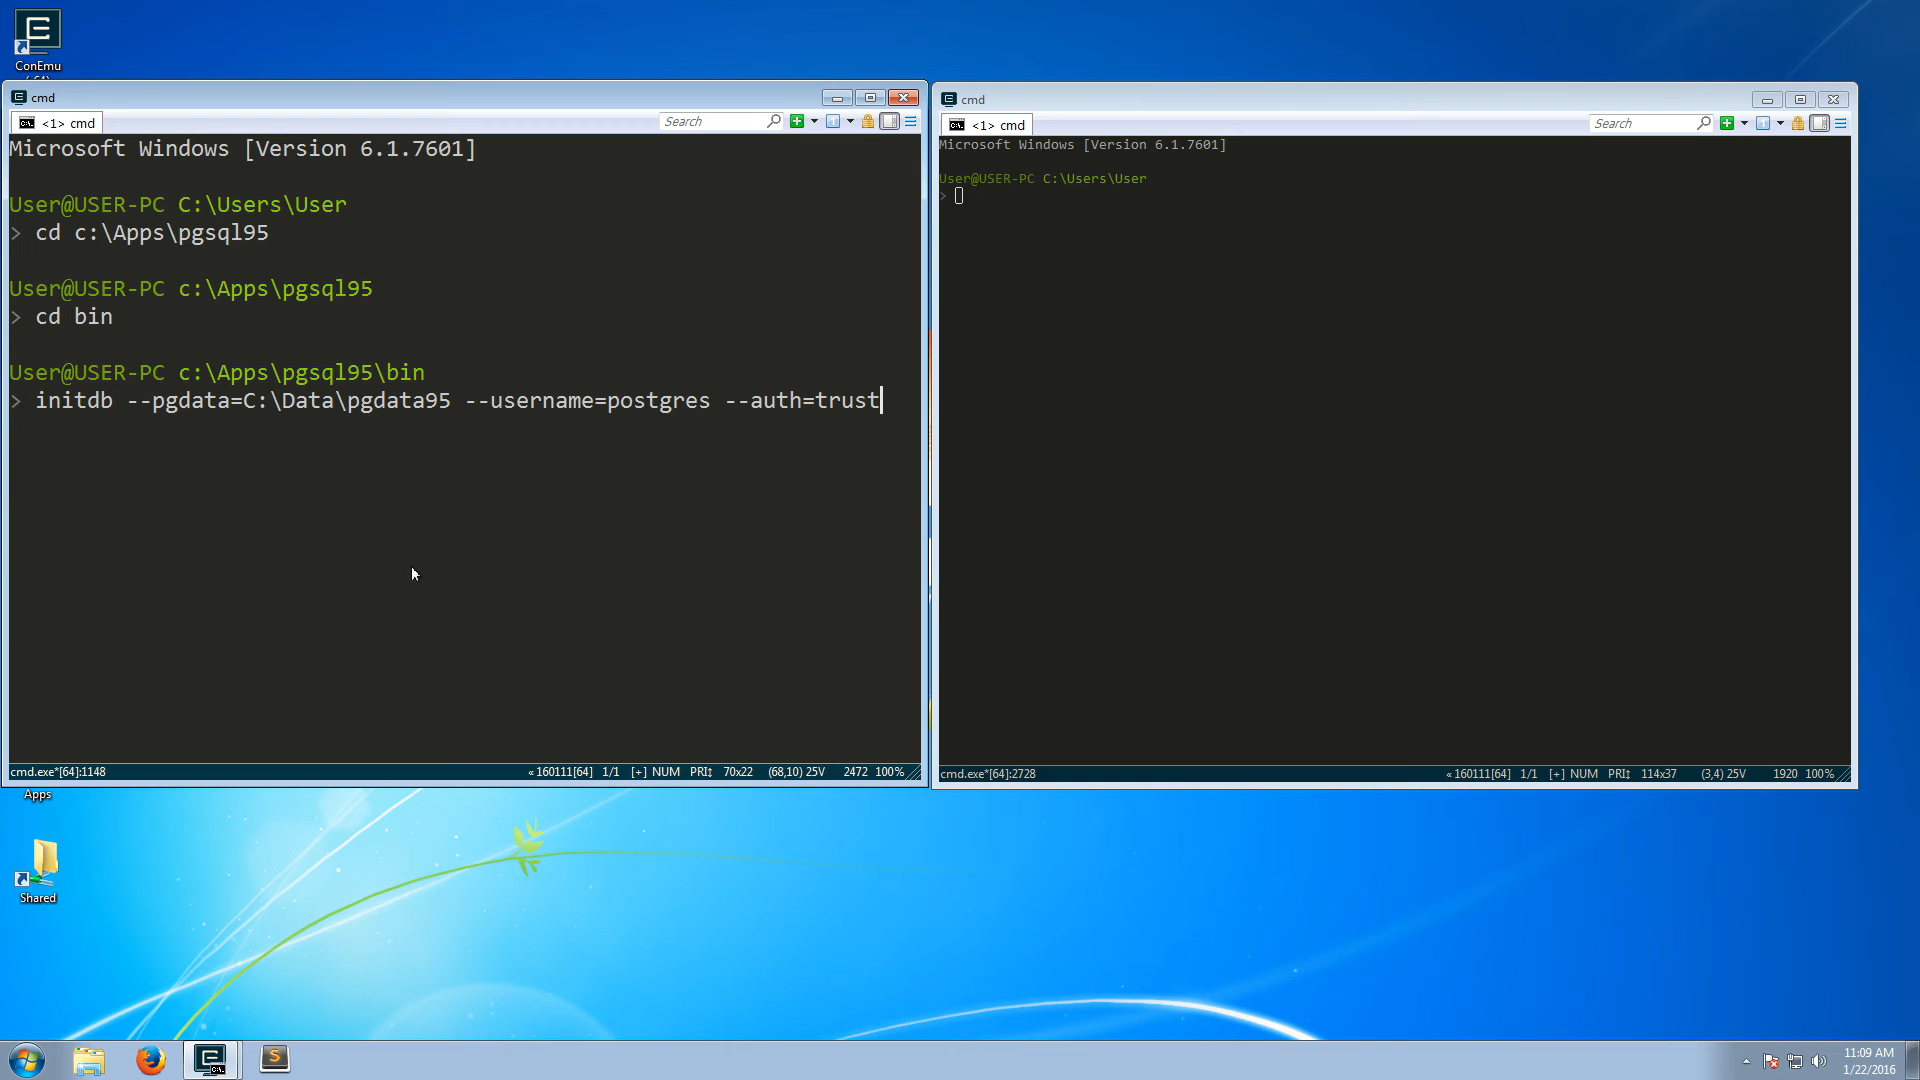 ConEmu
cmd
<1> cmd
Search
Microsoft Windows [Version 6.1.7601]
User@USER-PC C:\Users\User
> cd c:\Apps\pgsql95
User@USER-PC c:\Apps\pgsql95
> cd bin
User@USER-PC c:\Apps\pgsql95\bin
> initdb --pgdata=C:\Data\pgdata95 --username=postgres --auth=trust
cmd.exe*[64]:1148
« 160111[64] 1/1 [+] NUM PRI↕ 70x22 (68,10) 25V 2472 100%
cmd
<1> cmd
Search
Microsoft Windows [Version 6.1.7601]
User@USER-PC C:\Users\User
>
cmd.exe*[64]:2728
« 160111[64] 1/1 [+] NUM PRI↕ 114x37 (3,4) 25V 1920 100%
Apps
Shared
11:09 AM
1/22/2016